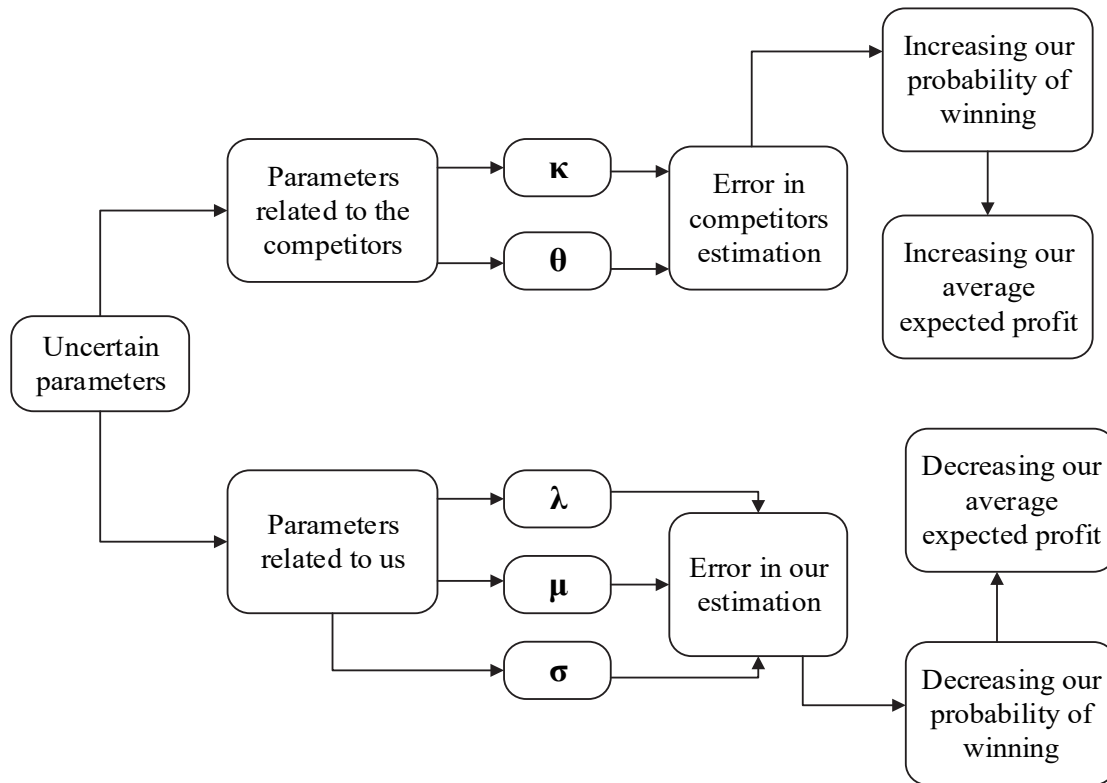 Increasing our
probability of
winning
Parameters
related to the
competitors
κ
θ
Error in
competitors
estimation
Increasing our
average
expected profit
Uncertain
parameters
Parameters
related to us
λ
μ
σ
Error in our
estimation
Decreasing our
average
expected profit
Decreasing our
probability of
winning